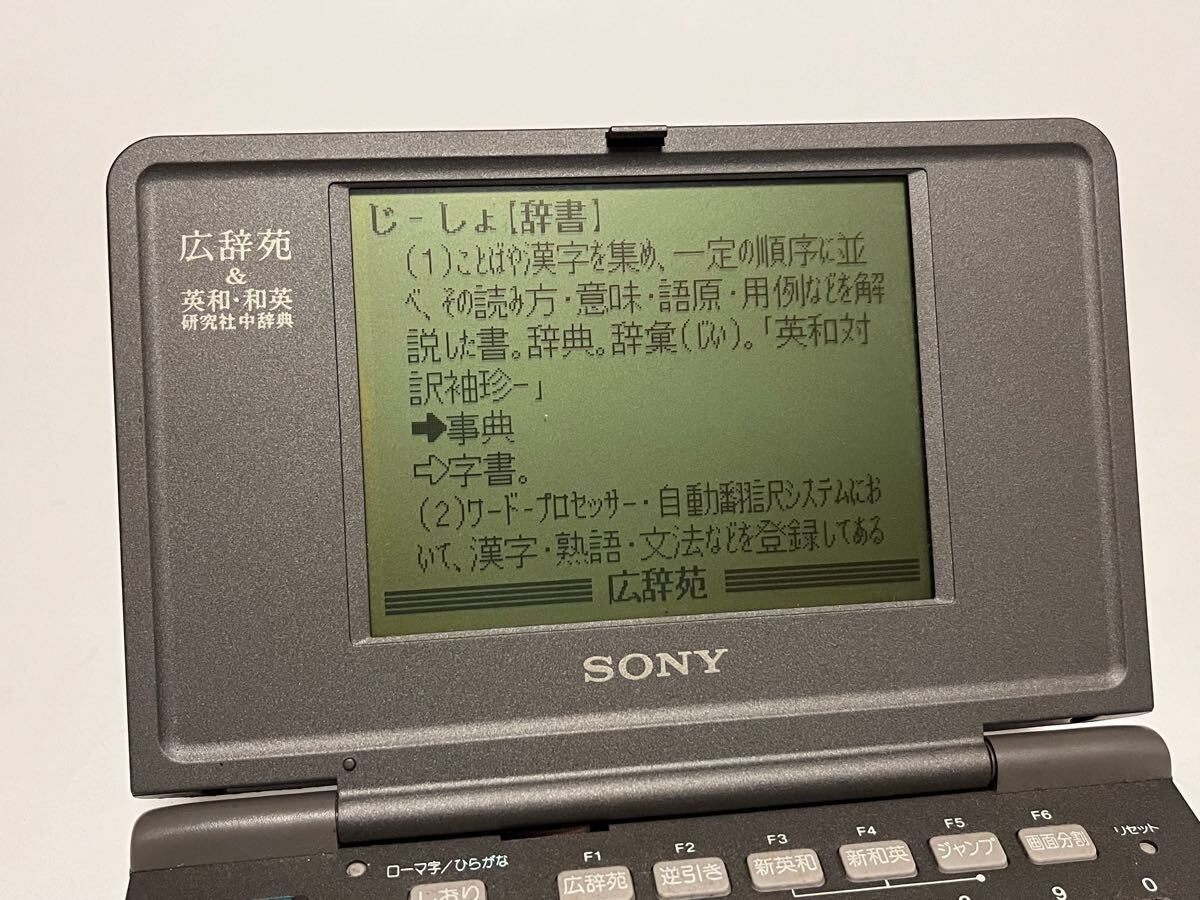 広辞苑
&
英和・和英
研究社中辞典
じ-しょ【辞書】
(1)ことばや漢字を集め、一定の順序に並
べ、その読み方・意味・語原・用例などを解
説した書。辞典。辞彙(じい)。「英和対
訳袖珍-」
➡事典
⇨字書。
(2)ワード-プロセッサー・自動翻訳システムにお
いて、漢字・熟語・文法などを登録してある
広辞苑
SONY
ローマ字/ひらがな
F1
F2
F3
F4
F5
F6
リセット
しおり
広辞苑
逆引き
新英和
新和英
ジャンプ
画面分割
9
0